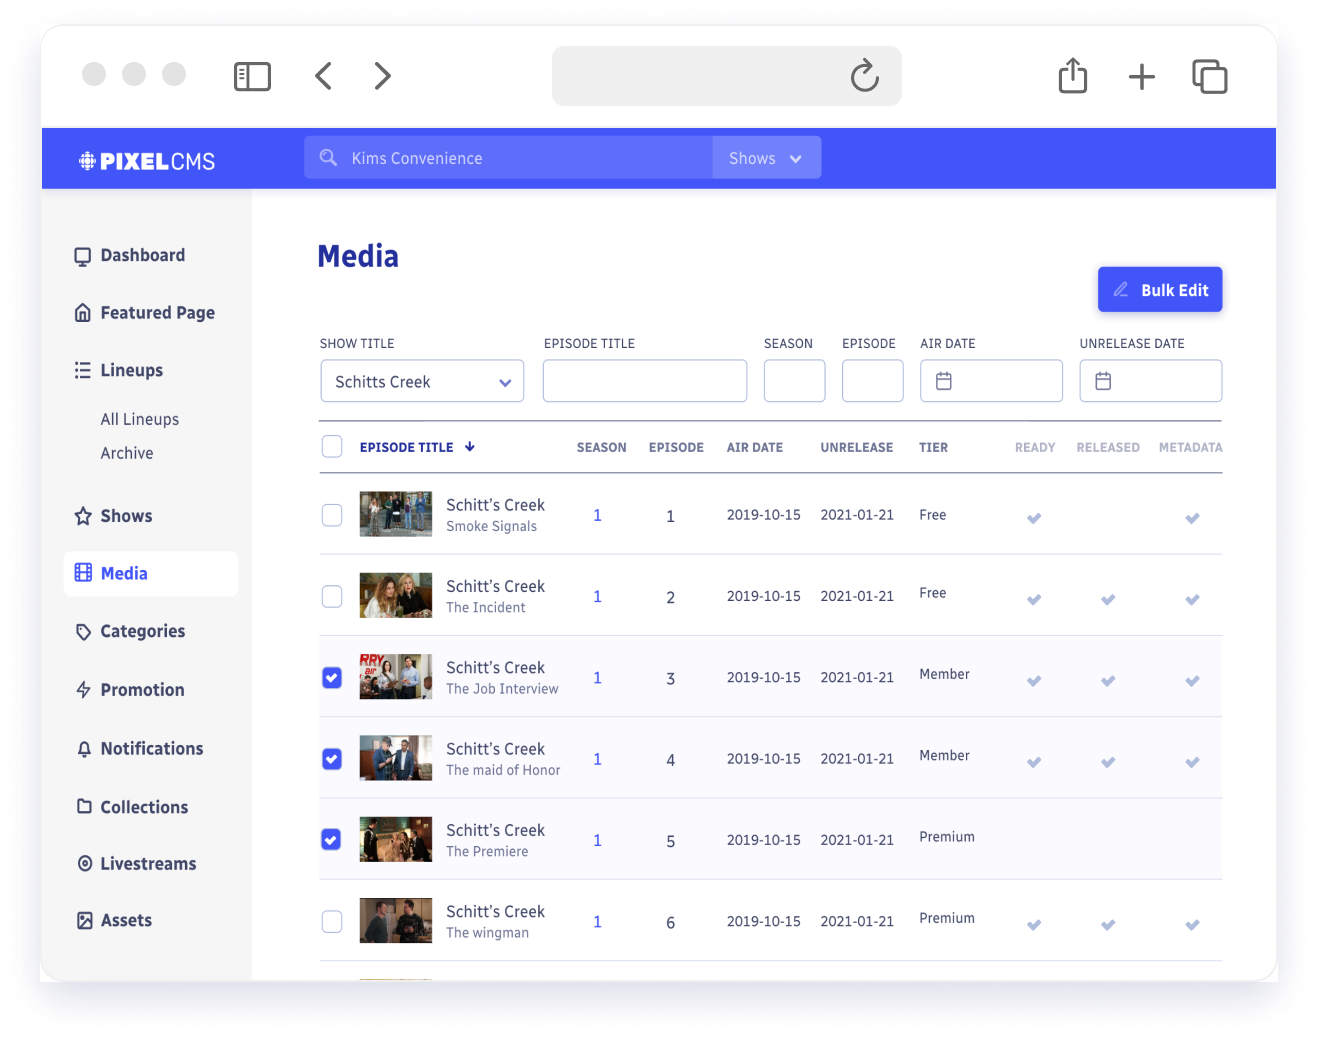 PIXELCMS
Kims Convenience
Shows
Dashboard
Featured Page
Lineups
All Lineups
Archive
Shows
Media
Categories
Promotion
Notifications
Collections
Livestreams
Assets
Media
Bulk Edit
SHOW TITLE EPISODE TITLE SEASON EPISODE AIR DATE UNRELEASE DATE
Schitts Creek
EPISODE TITLE SEASON EPISODE AIR DATE UNRELEASE TIER READY RELEASED METADATA
Schitt’s Creek
Smoke Signals
1 1 2019-10-15 2021-01-21 Free
Schitt’s Creek
The Incident
1 2 2019-10-15 2021-01-21 Free
RRY
air
Schitt’s Creek
The Job Interview
1 3 2019-10-15 2021-01-21 Member
Schitt’s Creek
The maid of Honor
1 4 2019-10-15 2021-01-21 Member
Schitt’s Creek
The Premiere
1 5 2019-10-15 2021-01-21 Premium
Schitt’s Creek
The wingman
1 6 2019-10-15 2021-01-21 Premium